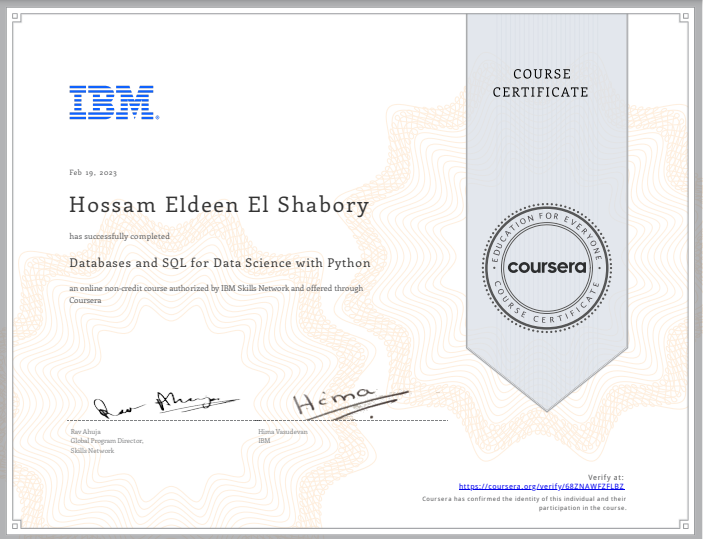 IBM®
COURSE
CERTIFICATE
Feb 19, 2023
Hossam Eldeen El Shabory
has successfully completed
Databases and SQL for Data Science with Python
an online non-credit course authorized by IBM Skills Network and offered through
Coursera
EDUCATION FOR EVERYONE
coursera
COURSE CERTIFICATE
Hima
Rav Ahuja
Global Program Director,
Skills Network
Hima Vasudevan
IBM
Verify at:
https://coursera.org/verify/68ZNAWFZFLBZ
Coursera has confirmed the identity of this individual and their
participation in the course.